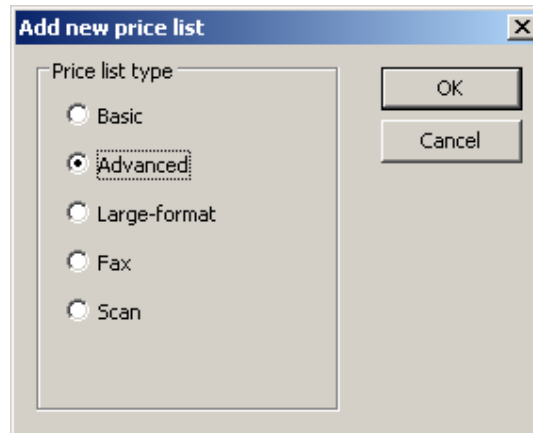 Add new price list
Price list type
Basic
Advanced
Large-format
Fax
Scan
OK
Cancel